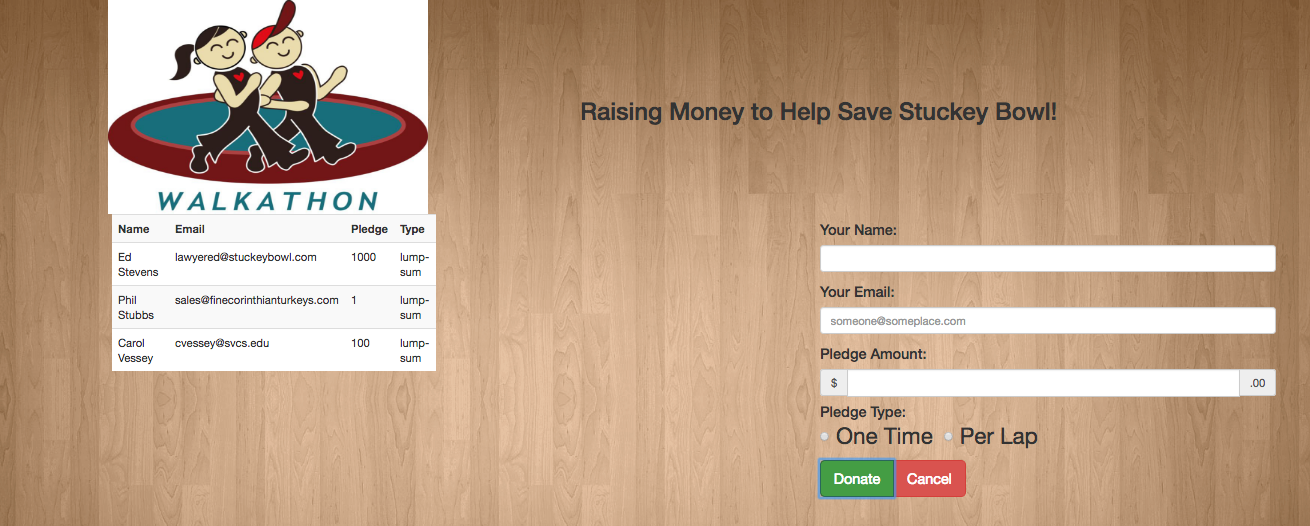 WALKATHON
Raising Money to Help Save Stuckey Bowl!
Name Email Pledge Type
Ed Stevens lawyered@stuckeybowl.com 1000 lump-sum
Phil Stubbs sales@finecorinthianturkeys.com 1 lump-sum
Carol Vessey cvessey@svcs.edu 100 lump-sum
Your Name:
Your Email:
someone@someplace.com
Pledge Amount:
$ .00
Pledge Type:
One Time Per Lap
Donate Cancel